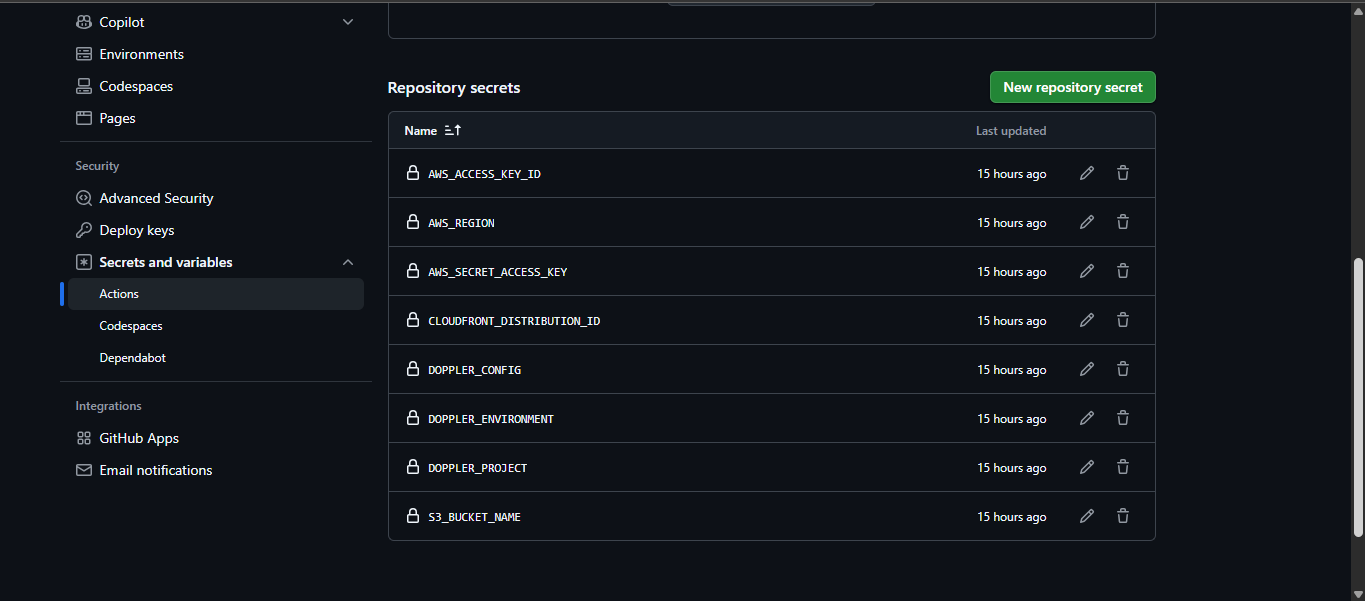 Copilot
Environments
Codespaces
Pages
Security
Advanced Security
Deploy keys
Secrets and variables
Actions
Codespaces
Dependabot
Integrations
GitHub Apps
Email notifications
Repository secrets
New repository secret
Name Last updated
AWS_ACCESS_KEY_ID 15 hours ago
AWS_REGION 15 hours ago
AWS_SECRET_ACCESS_KEY 15 hours ago
CLOUDFRONT_DISTRIBUTION_ID 15 hours ago
DOPPLER_CONFIG 15 hours ago
DOPPLER_ENVIRONMENT 15 hours ago
DOPPLER_PROJECT 15 hours ago
S3_BUCKET_NAME 15 hours ago